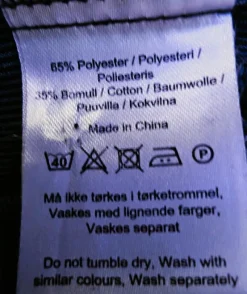 65% Polyester / Polyesteri /
Poliesteris
35% Bomull / Cotton / Baumwolle /
Puuvilla / Kokvilna
Made in China
40 P
Må ikke tørkes i tørketrommel,
Vaskes med lignende farger,
Vaskes separat
Do not tumble dry, Wash with
similar colours, Wash separately